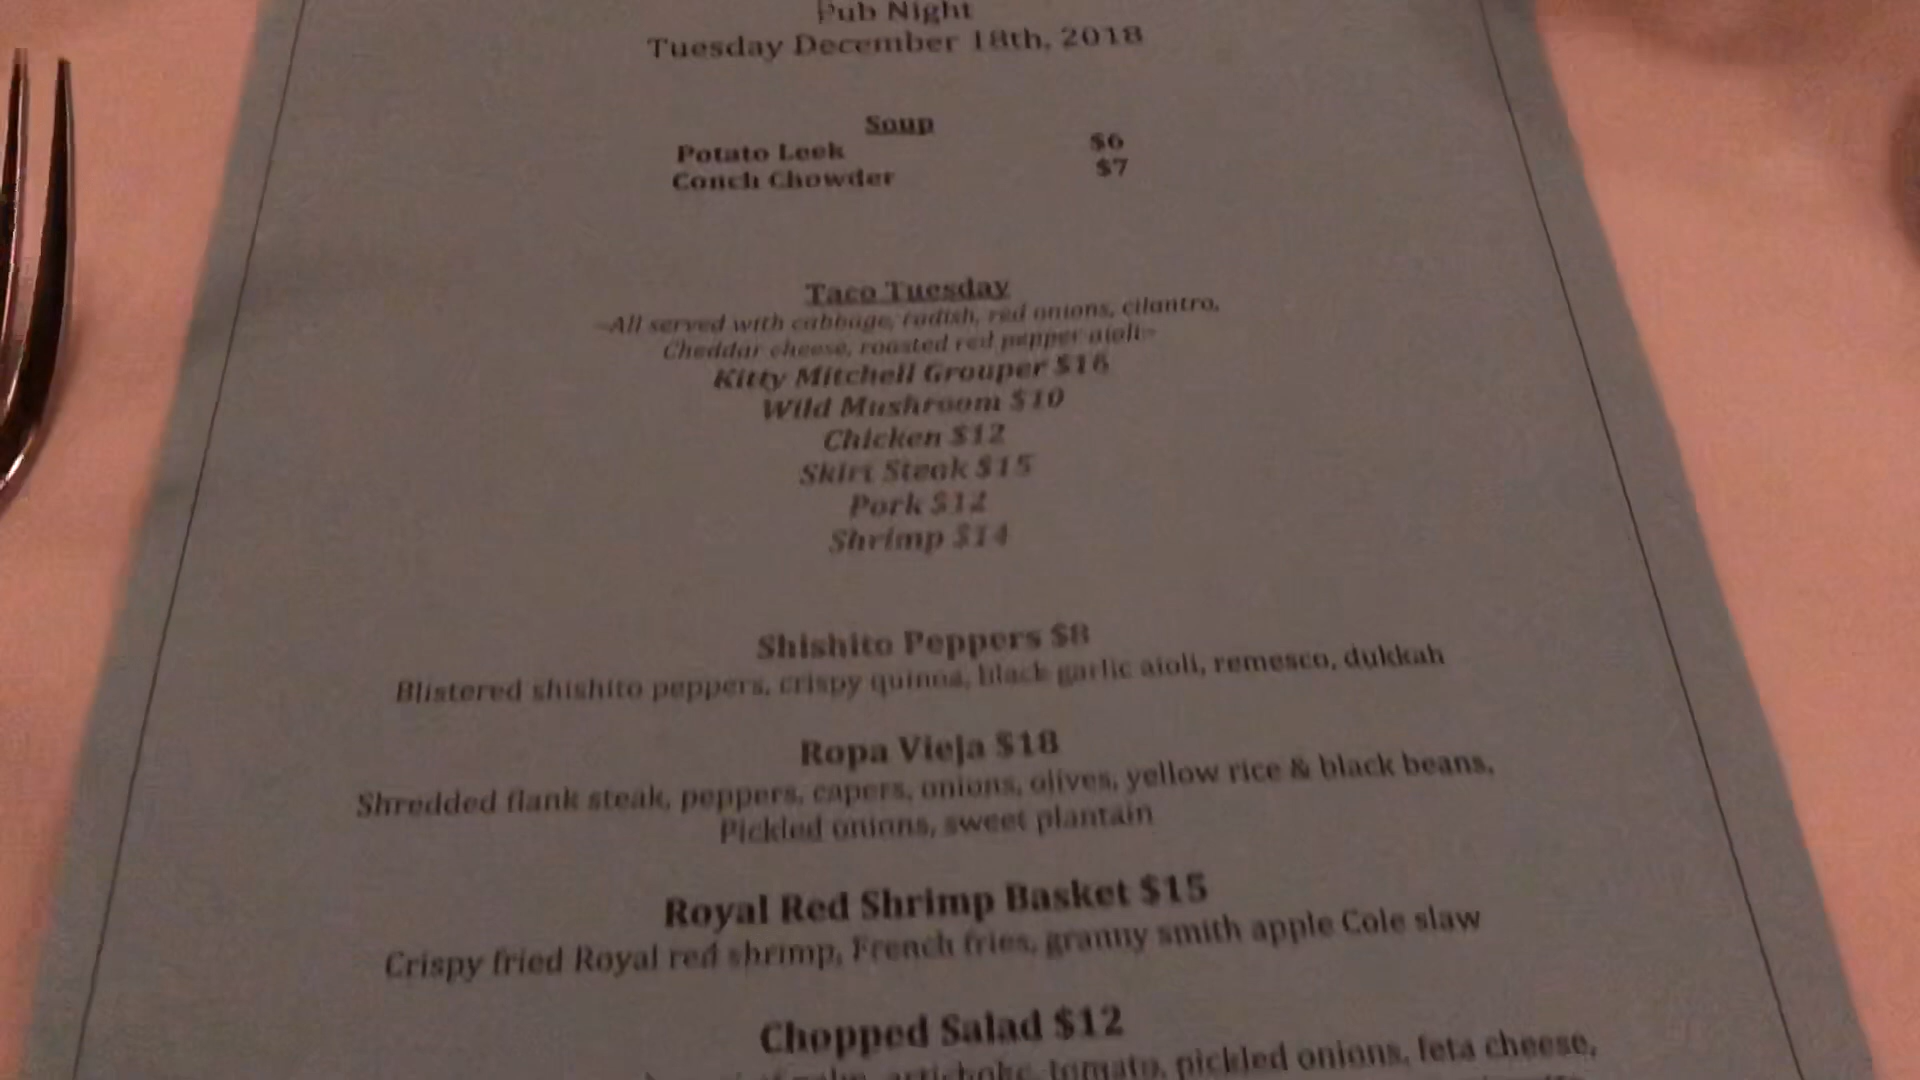 Pub Night
Tuesday December 18th, 2018
Soup
Potato Leek $6
Conch Chowder $7
Taco Tuesday
~All served with cabbage, radish, red onions, cilantro,
Cheddar cheese, roasted red pepper aioli~
Kitty Mitchell Grouper $16
Wild Mushroom $10
Chicken $12
Skirt Steak $15
Pork $12
Shrimp $14
Shishito Peppers $8
Blistered shishito peppers, crispy quinoa, black garlic aioli, remesco, dukkah
Ropa Vieja $18
Shredded flank steak, peppers, capers, onions, olives, yellow rice & black beans,
Pickled onions, sweet plantain
Royal Red Shrimp Basket $15
Crispy fried Royal red shrimp, French fries, granny smith apple Cole slaw
Chopped Salad $12
artichoke, tomato, pickled onions, feta cheese,